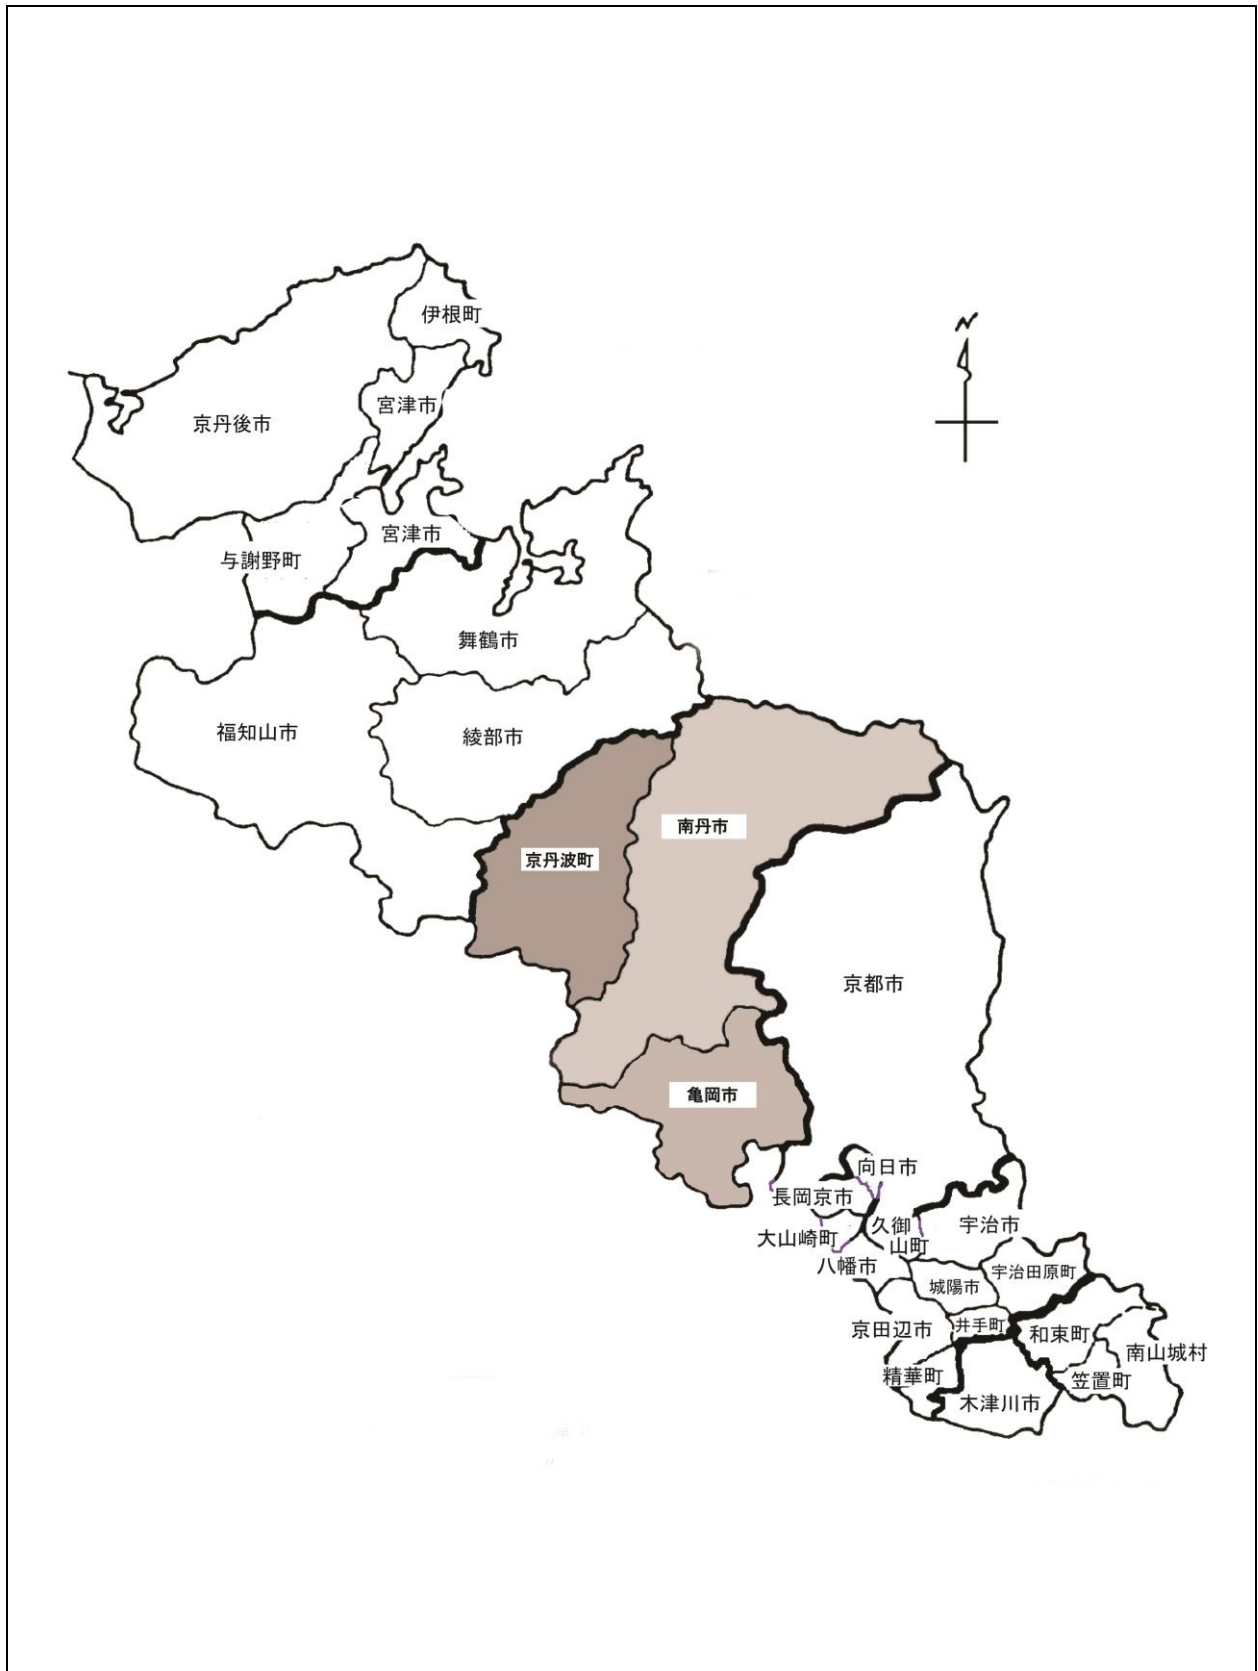 伊根町
N
宮津市
京丹後市
宮津市
与謝野町
舞鶴市
福知山市
綾部市
南丹市
京丹波町
京都市
亀岡市
向日市
長岡京市
久御
山町
宇治市
大山崎町
八幡市
宇治田原町
城陽市
京田辺市
井手町
和束町
南山城村
精華町
笠置町
木津川市